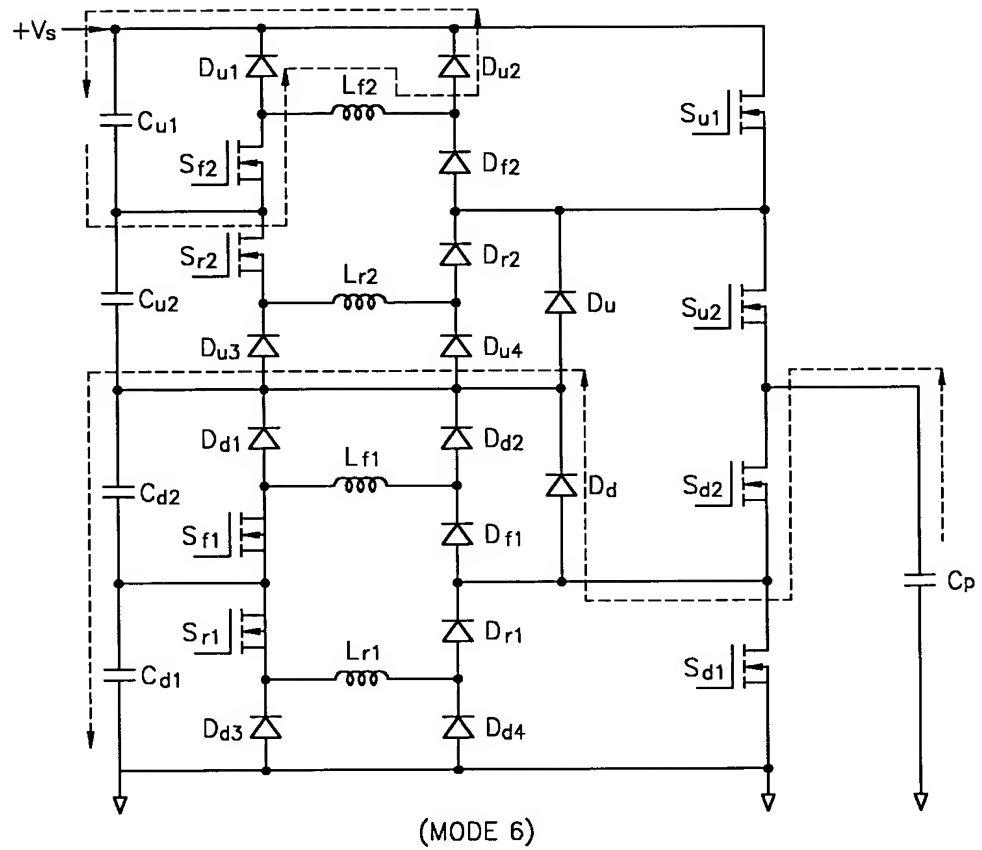 +Vs
Du1
Lf2
Du2
Cu1
Su1
Sf2
Df2
Sr2
Dr2
Cu2
Lr2
Du
Su2
Du3
Du4
Dd1
Lf1
Dd2
Cd2
Dd
Sd2
Sf1
Df1
Cp
Sr1
Dr1
Cd1
Lr1
Sd1
Dd3
Dd4
(MODE 6)